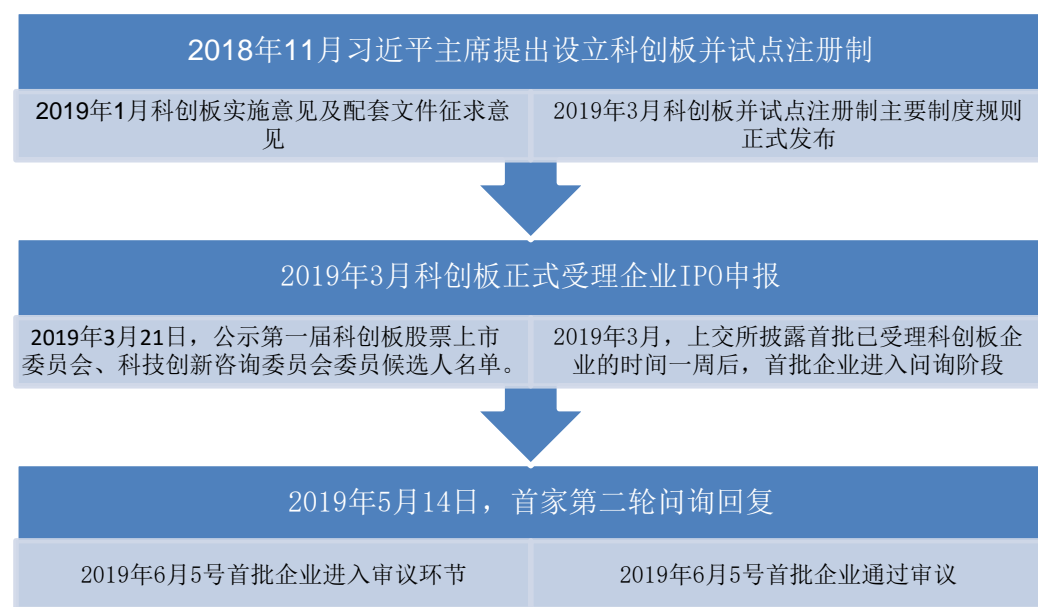 2018年11月习近平主席提出设立科创板并试点注册制
2019年1月科创板实施意见及配套文件征求意
见
2019年3月科创板并试点注册制主要制度规则
正式发布
2019年3月科创板正式受理企业IPO申报
2019年3月21日，公示第一届科创板股票上市
委员会、科技创新咨询委员会委员候选人名单。
2019年3月，上交所披露首批已受理科创板企
业的时间一周后，首批企业进入问询阶段
2019年5月14日，首家第二轮问询回复
2019年6月5号首批企业进入审议环节
2019年6月5号首批企业通过审议